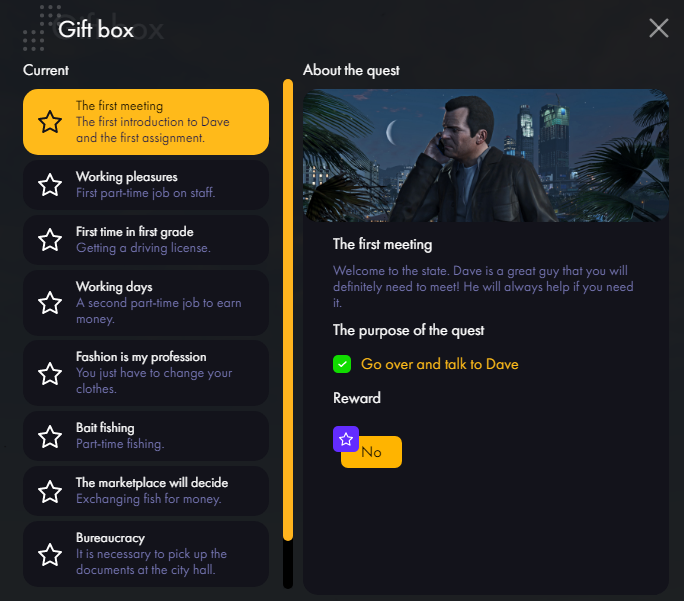 Gift box
Current
The first meeting
The first introduction to Dave
and the first assignment.
Working pleasures
First part-time job on staff.
First time in first grade
Getting a driving license.
Working days
A second part-time job to earn
money.
Fashion is my profession
You just have to change your
clothes.
Bait fishing
Part-time fishing.
The marketplace will decide
Exchanging fish for money.
Bureaucracy
It is necessary to pick up the
documents at the city hall.
About the quest
The first meeting
Welcome to the state. Dave is a great guy that you will
definitely need to meet! He will always help if you need
it.
The purpose of the quest
Go over and talk to Dave
Reward
No